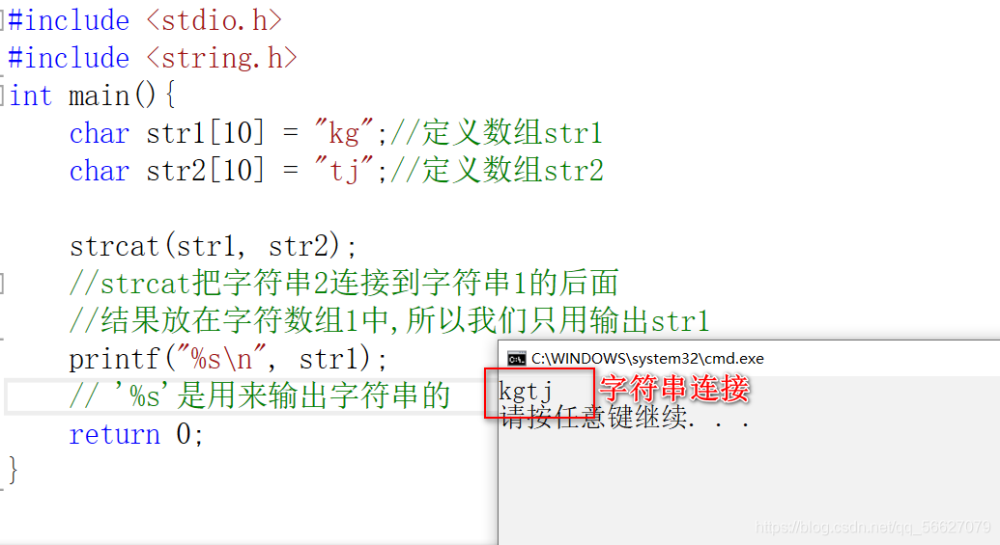 #include <stdio.h>
#include <string.h>
int main(){
char str1[10] = "kg";//定义数组str1
char str2[10] = "tj";//定义数组str2
strcat(str1, str2);
//strcat把字符串2连接到字符串1的后面
//结果放在字符数组1中,所以我们只用输出str1
printf("%s\n", str1);
// '%s'是用来输出字符串的
return 0;
}
C:\WINDOWS\system32\cmd.exe
kgtj
字符串连接
请按任意键继续. . .
https://blog.csdn.net/qq_56627079